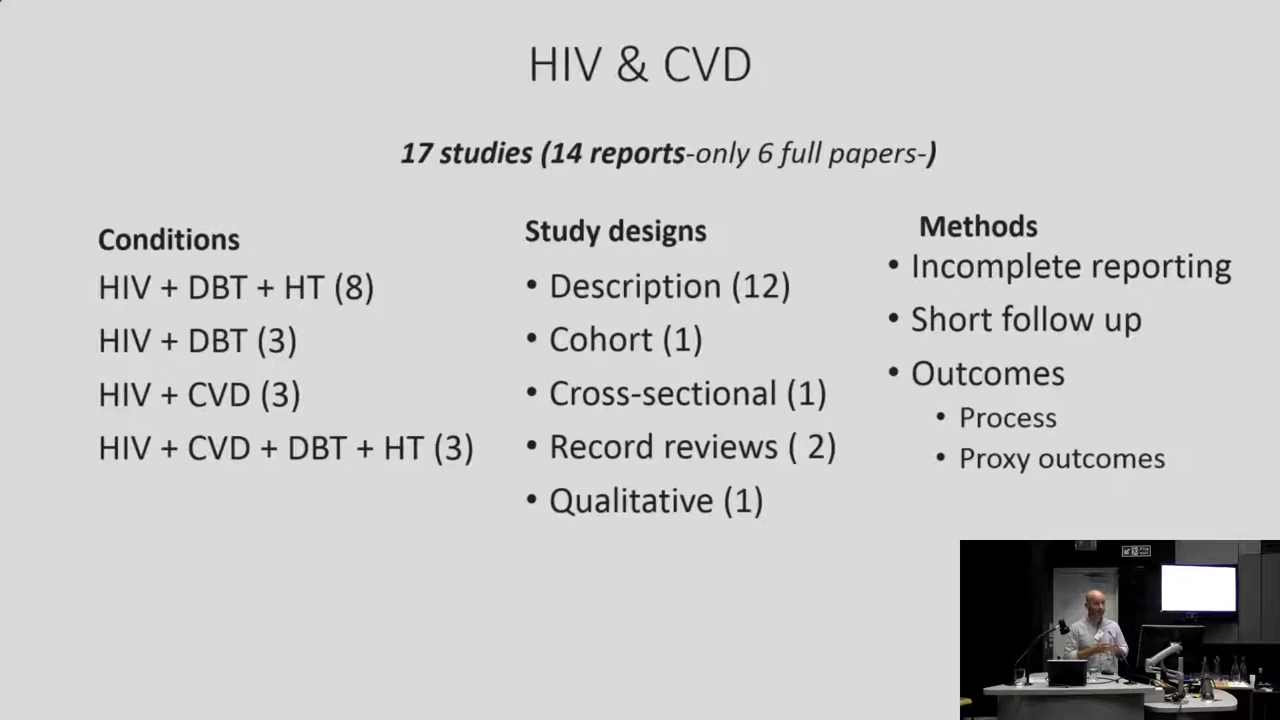 HIV & CVD
17 studies (14 reports-only 6 full papers-)
Conditions
HIV + DBT + HT (8)
HIV + DBT (3)
HIV + CVD (3)
HIV + CVD + DBT + HT (3)
Study designs
• Description (12)
• Cohort (1)
• Cross-sectional (1)
• Record reviews ( 2)
• Qualitative (1)
Methods
• Incomplete reporting
• Short follow up
• Outcomes
• Process
• Proxy outcomes